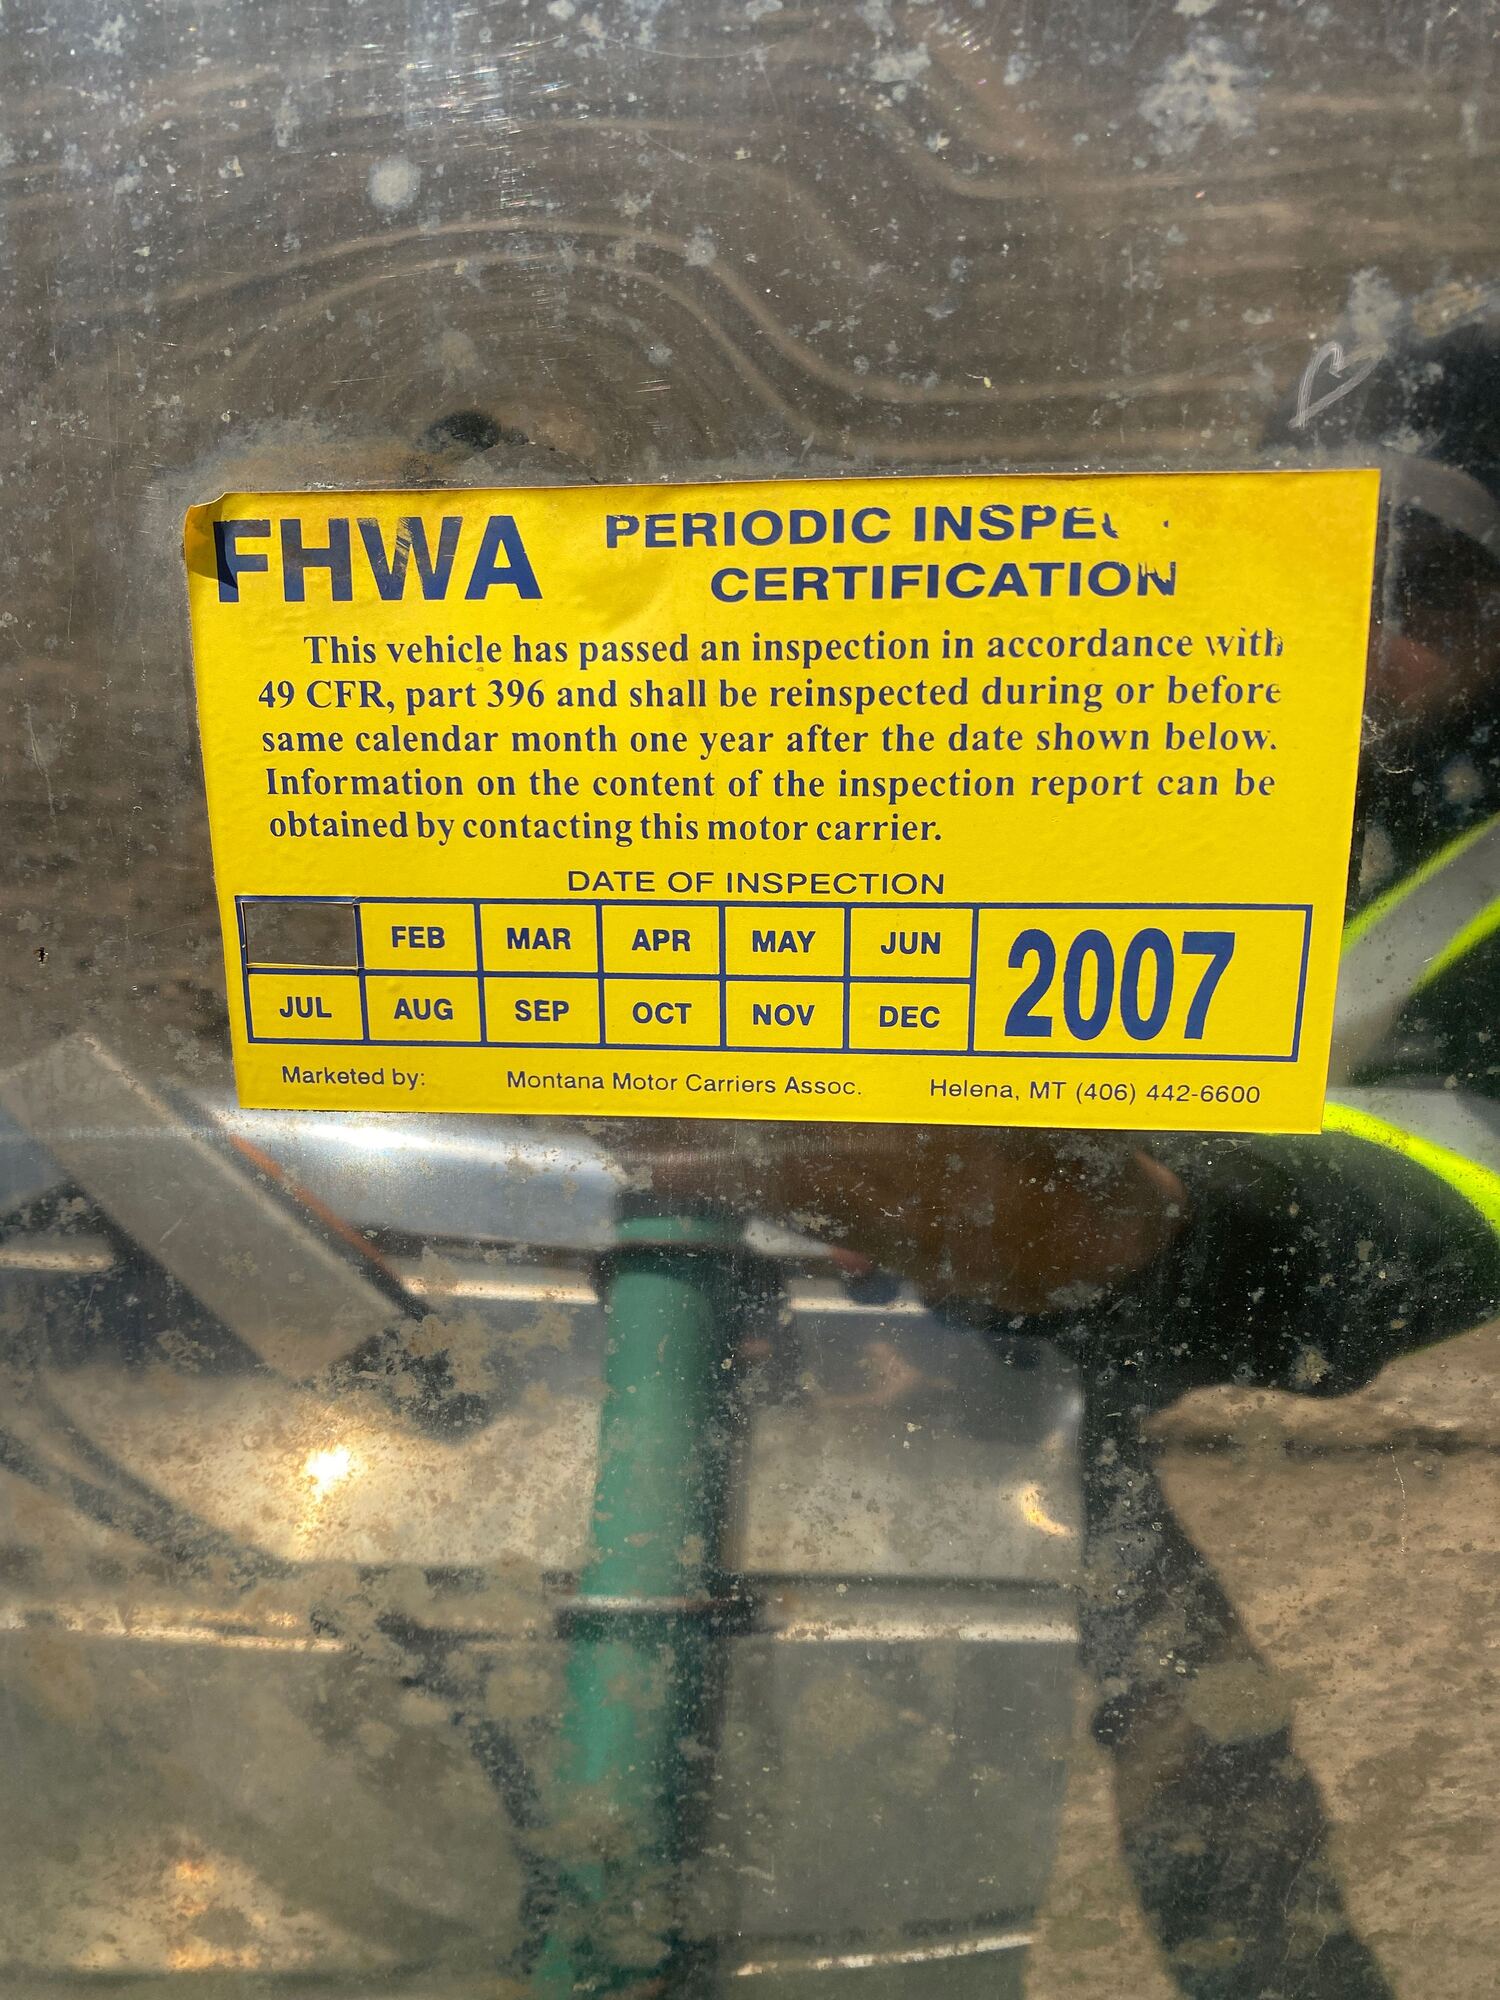 FHWA
PERIODIC
CERTIFICATION
This vehicle has passed an inspection in accordance with
49 CFR, part 396 and shall be reinspected during or before
same calendar month one year after the date shown below.
Information on the content of the inspection report can be
obtained by contacting this motor carrier.
DATE OF INSPECTION
FEB MAR APR MAY JUN
2007
JUL AUG SEP OCT NOV DEC
Marketed by: Montana Motor Carriers Assoc. Helena, MT (406) 442-6600